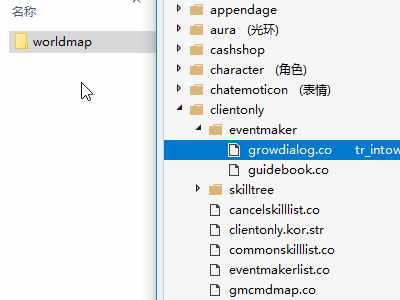 名称
worldmap
appendage
aura (光环)
cashshop
character (角色)
chatemoticon (表情)
clientonly
eventmaker
growdialog.co tr_intow
guidebook.co
skilltree
cancelskilllist.co
clientonly.kor.str
commonskilllist.co
eventmakerlist.co
gmcmdmap.co